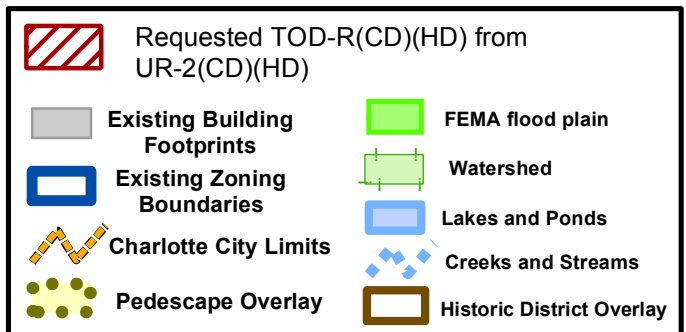 Requested TOD-R(CD)(HD) from
UR-2(CD)(HD)
Existing Building
Footprints
Existing Zoning
Boundaries
Charlotte City Limits
Pedescape Overlay
FEMA flood plain
Watershed
Lakes and Ponds
Creeks and Streams
Historic District Overlay